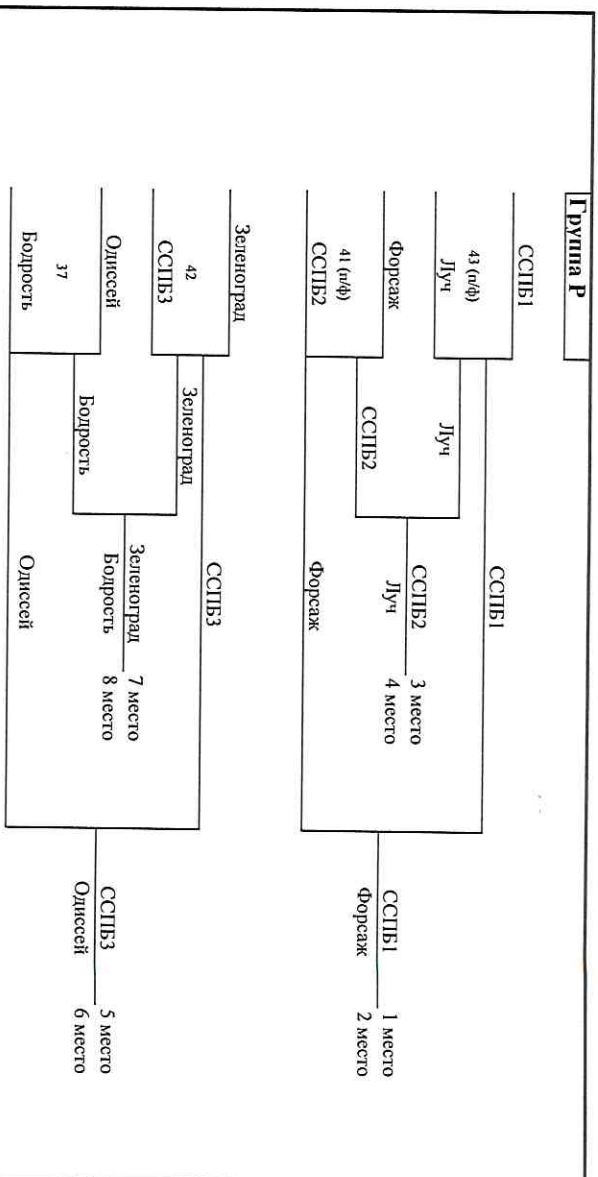 Группа Р
ССПБ1
43 (п/ф)
Луч
Форсаж
41 (п/ф)
ССПБ2
Луч
ССПБ2
ССПБ1
ССПБ2
Луч
3 место
4 место
Форсаж
ССПБ1
Форсаж
1 место
2 место
Зеленоград
42
ССПБ3
Одиссей
37
Бодрость
Зеленоград
Бодрость
ССПБ3
Зеленоград
Бодрость
7 место
8 место
Одиссей
ССПБ3
Одиссей
5 место
6 место